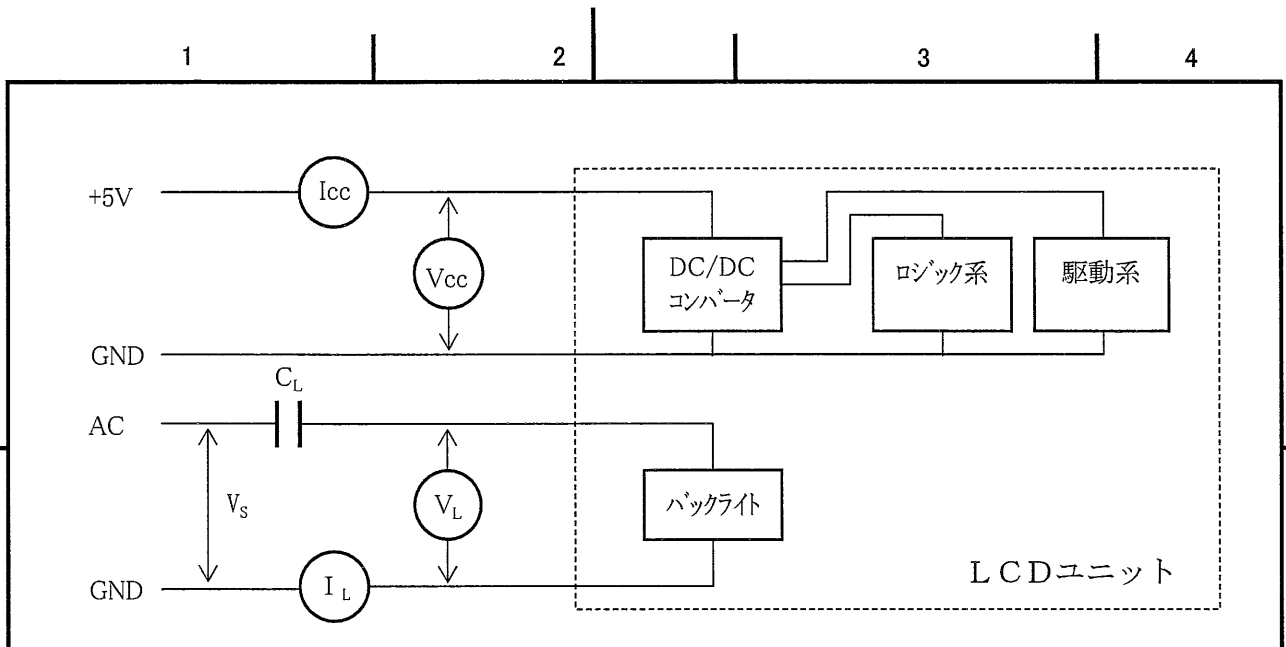 1 2 3 4
+5V
Icc
Vcc
DC/DC
コンバータ
ロジック系
駆動系
GND
CL
AC
VS
VL
バックライト
GND
IL
LCDユニット